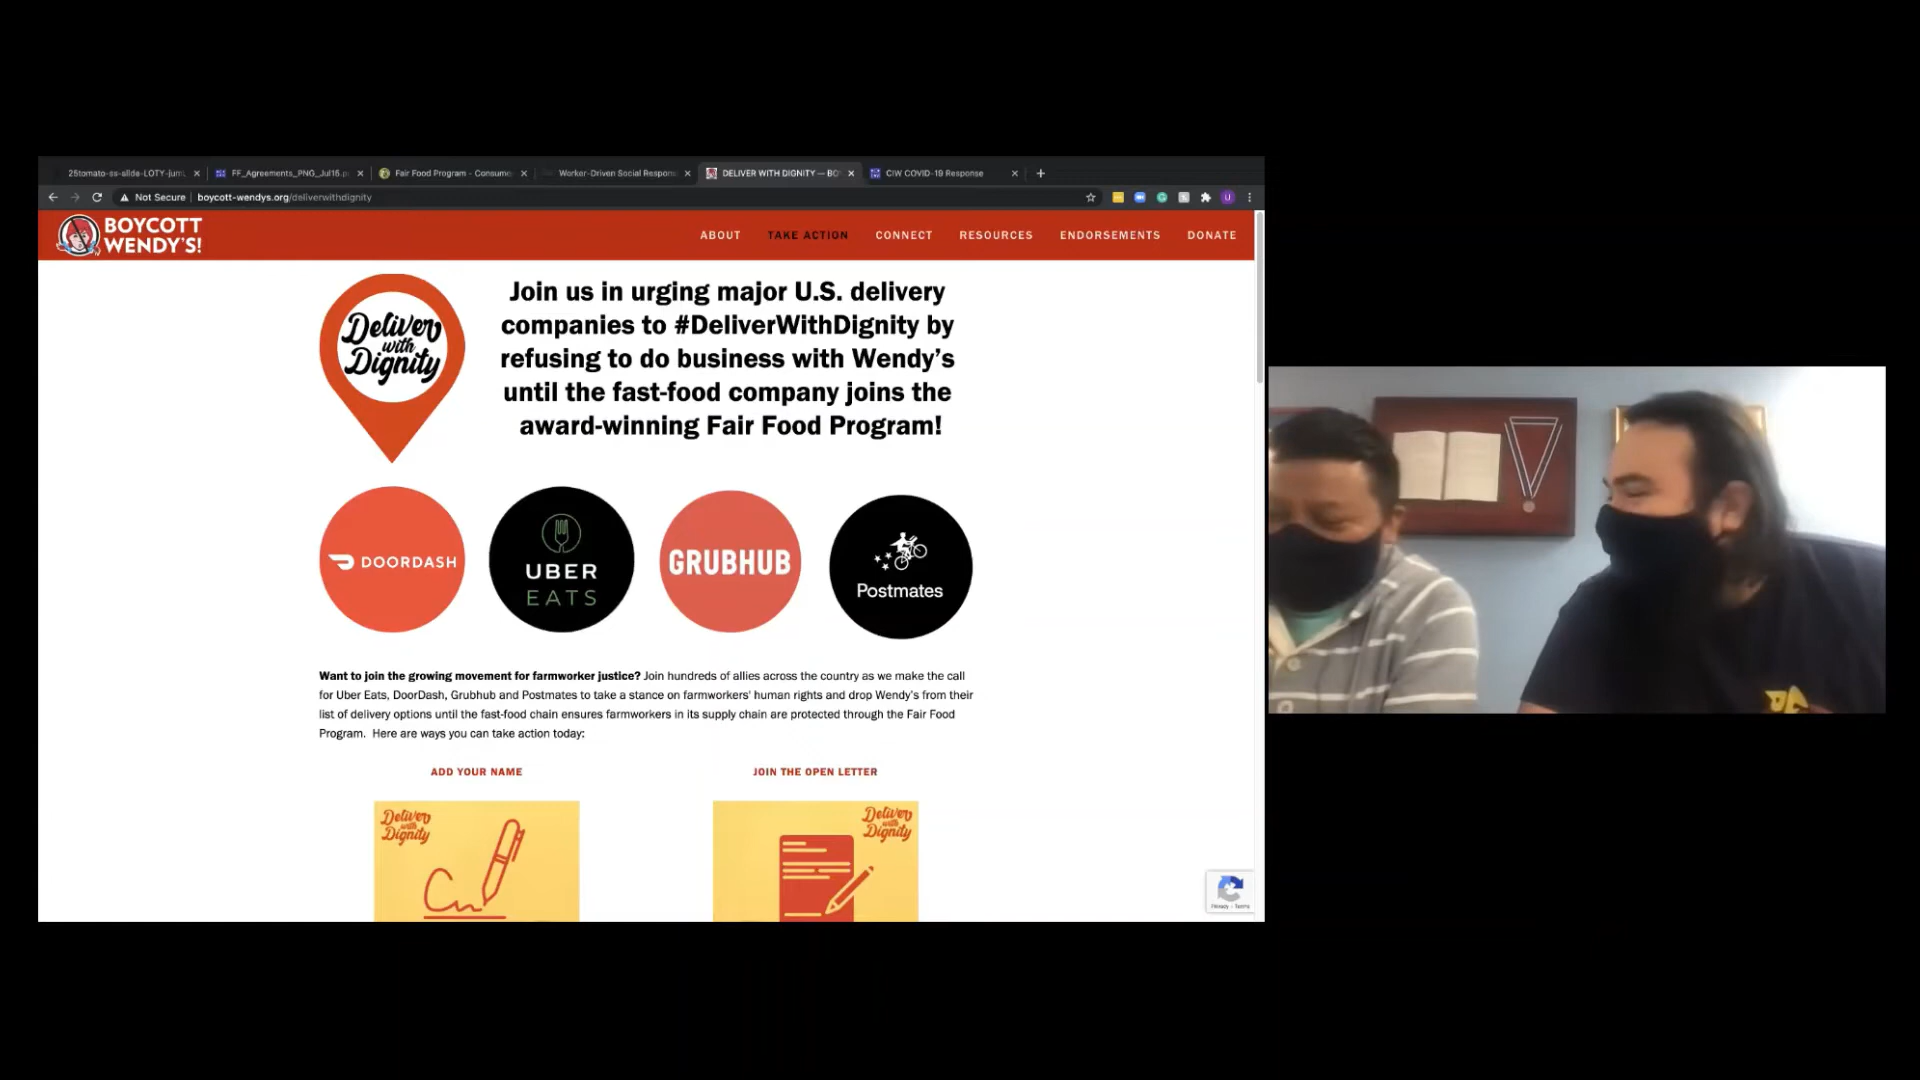 25tomato-ss-allde-LOTY-jum
FF_Agreements_PNG_Jul16.p
Fair Food Program - Consume
Worker-Driven Social Respons
DELIVER WITH DIGNITY — BO
CIW COVID-19 Response
Not Secure
boycott-wendys.org/deliverwithdignity
U
BOYCOTT
WENDY'S!
ABOUT
TAKE ACTION
CONNECT
RESOURCES
ENDORSEMENTS
DONATE
Deliver
with
Dignity
Join us in urging major U.S. delivery
companies to #DeliverWithDignity by
refusing to do business with Wendy's
until the fast-food company joins the
award-winning Fair Food Program!
DOORDASH
UBER
EATS
GRUBHUB
Postmates
Want to join the growing movement for farmworker justice? Join hundreds of allies across the country as we make the call
for Uber Eats, DoorDash, Grubhub and Postmates to take a stance on farmworkers' human rights and drop Wendy's from their
list of delivery options until the fast-food chain ensures farmworkers in its supply chain are protected through the Fair Food
Program. Here are ways you can take action today:
ADD YOUR NAME
JOIN THE OPEN LETTER
Deliver
with
Dignity
Deliver
with
Dignity
Privacy - Terms